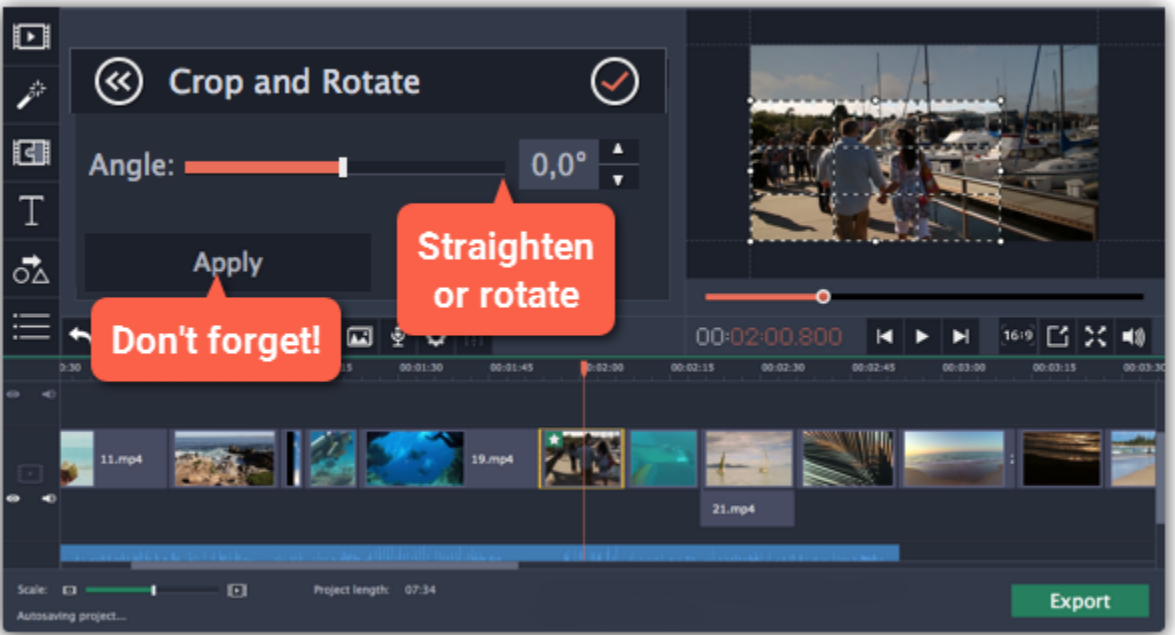 Crop and Rotate
Angle:
0,0°
Straighten
or rotate
Apply
Don't forget!
T
00:02:00.800
16:9
0:30
15
00:01:30
00:01:45
0:02:00
00:02:15
00:02:30
00:02:45
00:03:00
00:03:15
00:03:30
11.mp4
19.mp4
21.mp4
Scale:
Project length: 07:34
Autosaving project...
Export